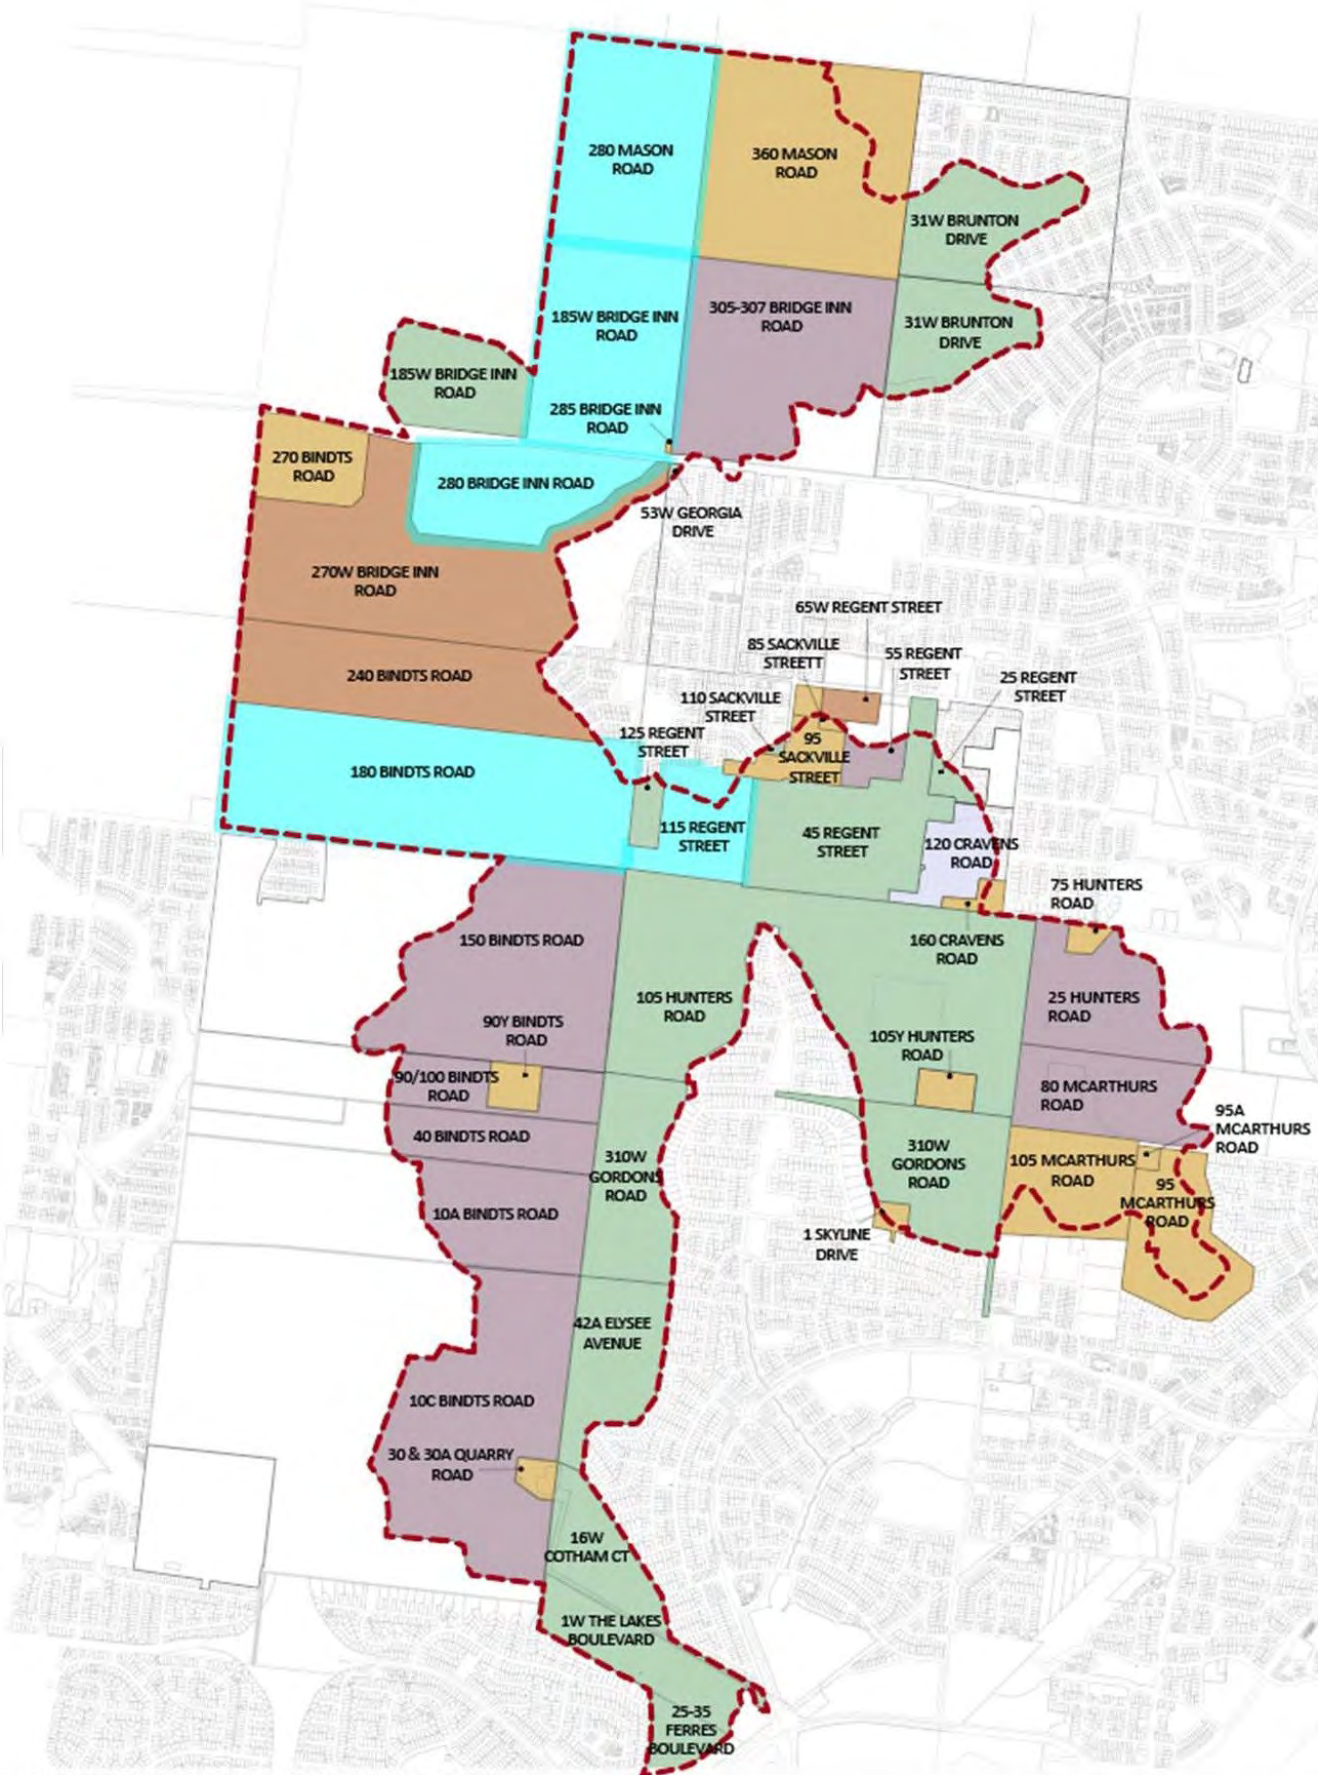 280 MASON
ROAD
360 MASON
ROAD
31W BRUNTON
DRIVE
185W BRIDGE INN
ROAD
305-307 BRIDGE INN
ROAD
31W BRUNTON
DRIVE
185W BRIDGE INN
ROAD
285 BRIDGE INN
ROAD
270 BINDTS
ROAD
280 BRIDGE INN ROAD
53W GEORGIA
DRIVE
270W BRIDGE INN
ROAD
65W REGENT STREET
85 SACKVILLE
STREETT
55 REGENT
STREET
240 BINDTS ROAD
25 REGENT
STREET
110 SACKVILLE
STREET
125 REGENT
STREET
95
SACKVILLE
STREET
180 BINDTS ROAD
115 REGENT
STREET
45 REGENT
STREET
120 CRAVENS
ROAD
75 HUNTERS
ROAD
150 BINDTS ROAD
160 CRAVENS
ROAD
105 HUNTERS
ROAD
25 HUNTERS
ROAD
90Y BINDTS
ROAD
105Y HUNTERS
ROAD
90/100 BINDTS
ROAD
80 MCARTHURS
ROAD
95A
MCARTHURS
ROAD
40 BINDTS ROAD
310W
GORDONS
ROAD
310W
GORDONS
ROAD
105 MCARTHURS
ROAD
95
MCARTHURS
ROAD
10A BINDTS ROAD
1 SKYLINE
DRIVE
42A ELYSEE
AVENUE
10C BINDTS ROAD
30 & 30A QUARRY
ROAD
16W
COTHAM CT
1W THE LAKES
BOULEVARD
25-35
FERRES
BOULEVARD